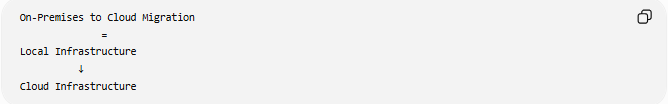 On-Premises to Cloud Migration
=
Local Infrastructure
↓
Cloud Infrastructure